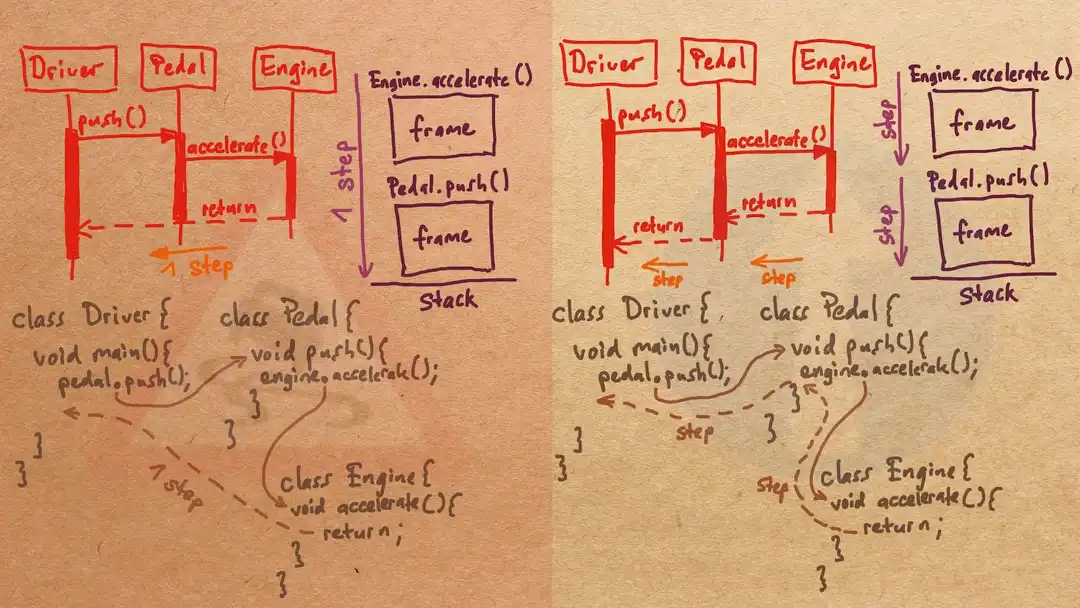 Driver Pedal Engine
push()
accelerate()
return
1 step
1 step
Engine.accelerate()
frame
Pedal.push()
frame
Stack
class Driver {
void main(){
pedal.push();
}
}
class Pedal {
void push(){
engine.accelerate();
}
}
1 step
class Engine {
void accelerate(){
return;
}
}
Driver Pedal Engine
push()
accelerate()
return
return
step
step
step
step
Engine.accelerate()
frame
Pedal.push()
frame
Stack
class Driver {
void main(){
pedal.push();
}
}
class Pedal {
void push(){
engine.accelerate();
}
}
step
step
class Engine {
void accelerate(){
return;
}
}